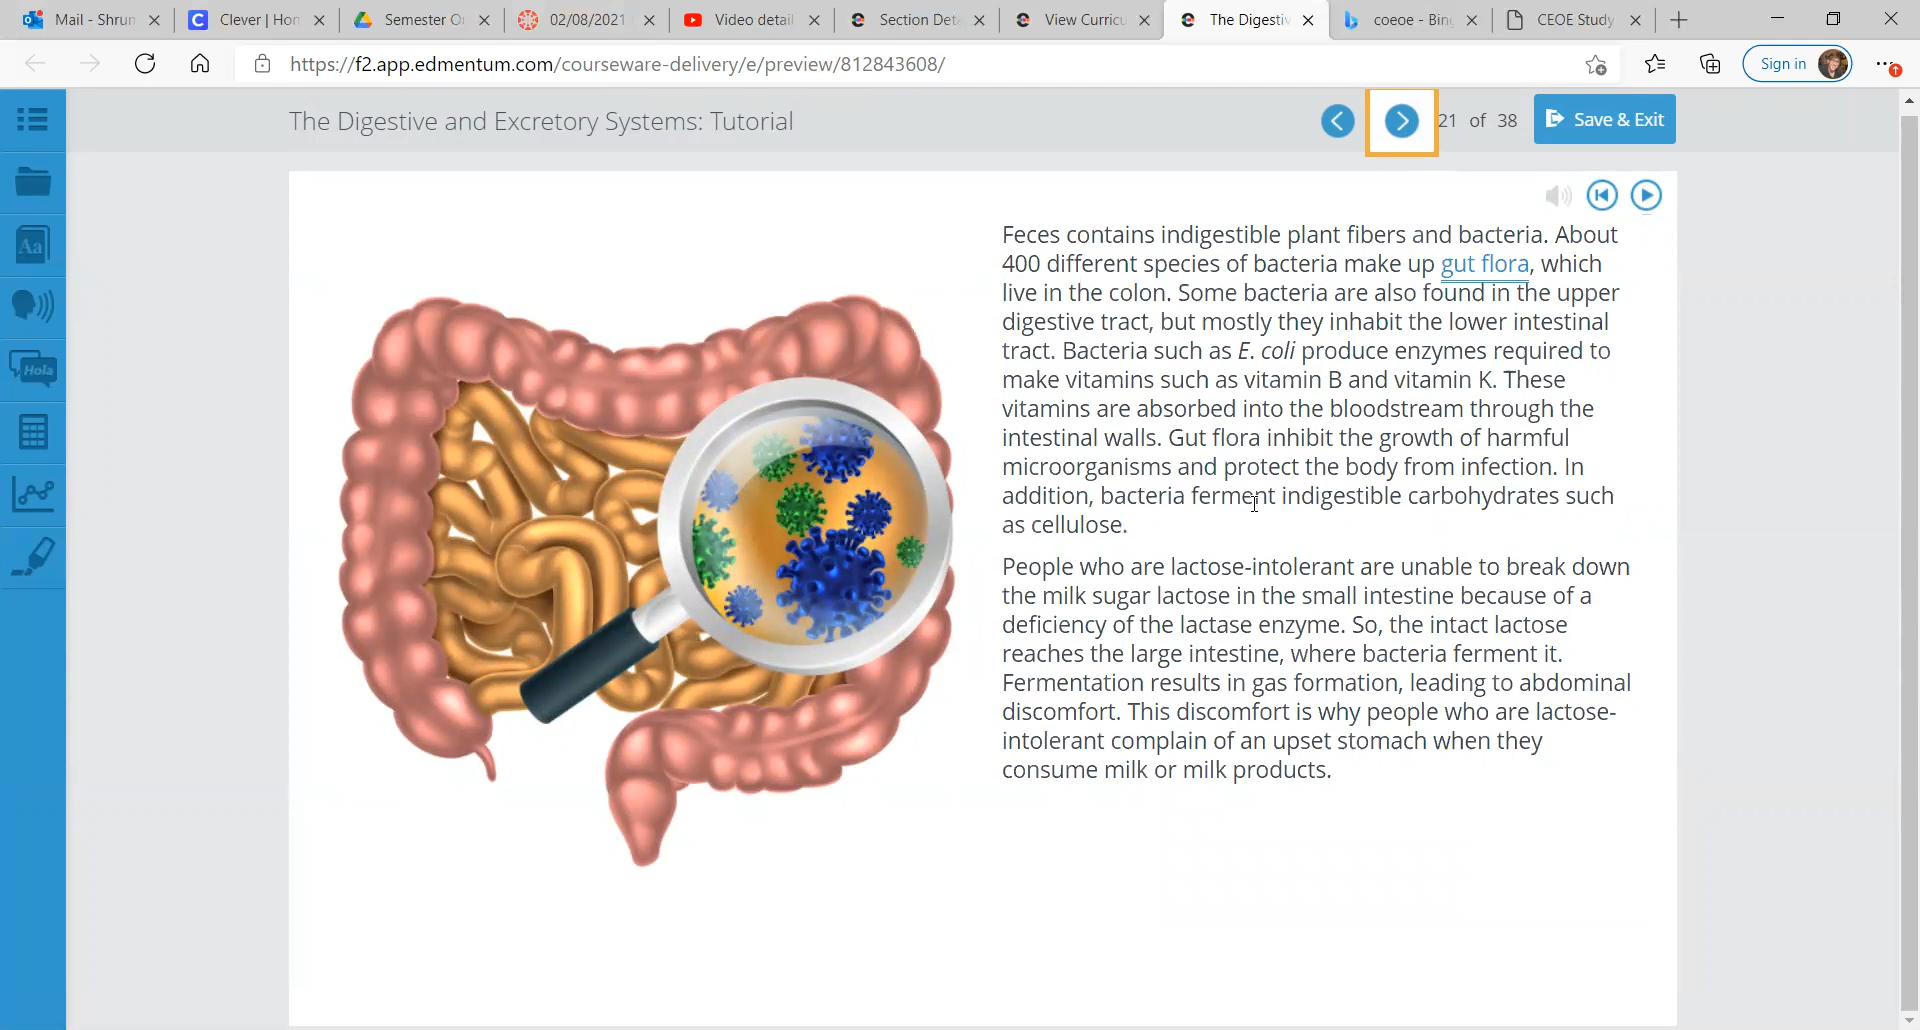 Mail - Shrun
Clever | Hon
Semester O
02/08/2021
Video detail
Section Det
View Curricu
The Digestiv
coeoe - Bing
CEOE Study
https://f2.app.edmentum.com/courseware-delivery/e/preview/812843608/
Sign in
The Digestive and Excretory Systems: Tutorial
21 of 38
Save & Exit
Aa
Hola
Feces contains indigestible plant fibers and bacteria. About
400 different species of bacteria make up gut flora, which
live in the colon. Some bacteria are also found in the upper
digestive tract, but mostly they inhabit the lower intestinal
tract. Bacteria such as E. coli produce enzymes required to
make vitamins such as vitamin B and vitamin K. These
vitamins are absorbed into the bloodstream through the
intestinal walls. Gut flora inhibit the growth of harmful
microorganisms and protect the body from infection. In
addition, bacteria ferment indigestible carbohydrates such
as cellulose.
People who are lactose-intolerant are unable to break down
the milk sugar lactose in the small intestine because of a
deficiency of the lactase enzyme. So, the intact lactose
reaches the large intestine, where bacteria ferment it.
Fermentation results in gas formation, leading to abdominal
discomfort. This discomfort is why people who are lactose-
intolerant complain of an upset stomach when they
consume milk or milk products.